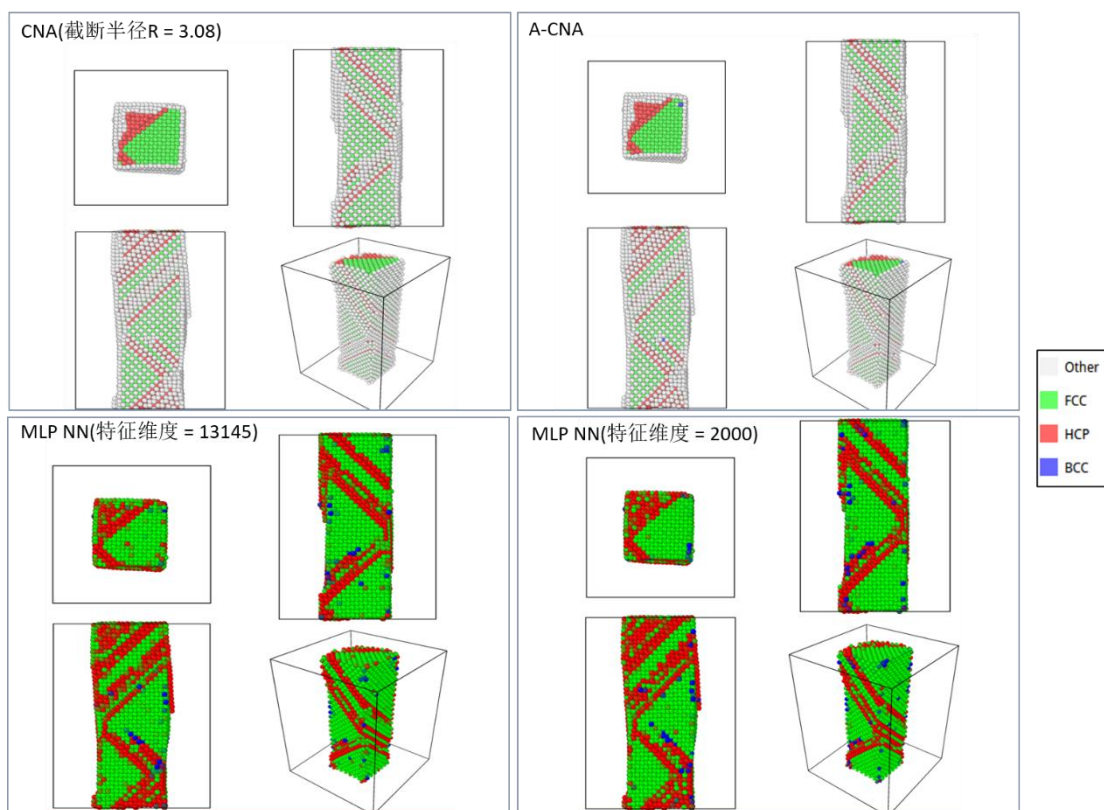 CNA(截断半径R = 3.08)
A-CNA
MLP NN(特征维度 = 13145)
MLP NN(特征维度 = 2000)
Other
FCC
HCP
BCC